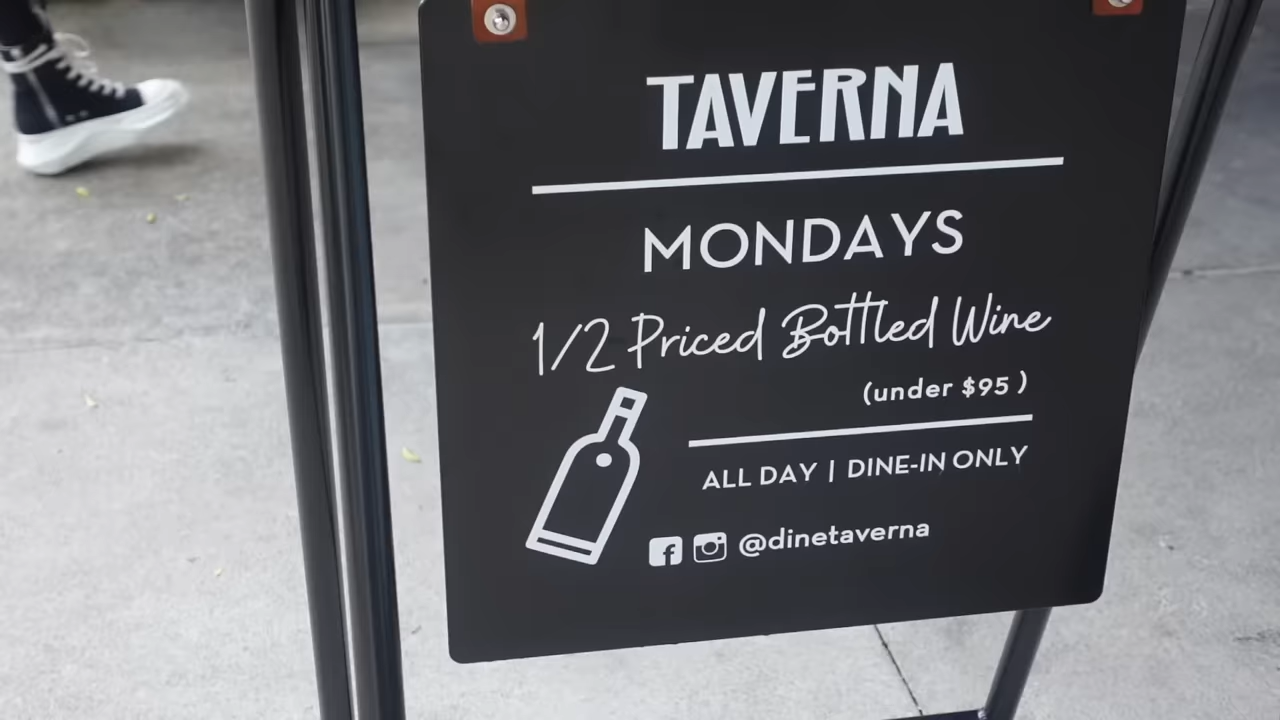 TAVERNA
MONDAYS
1/2 Priced Bottled Wine
(under $95 )
ALL DAY | DINE-IN ONLY
@dinetaverna